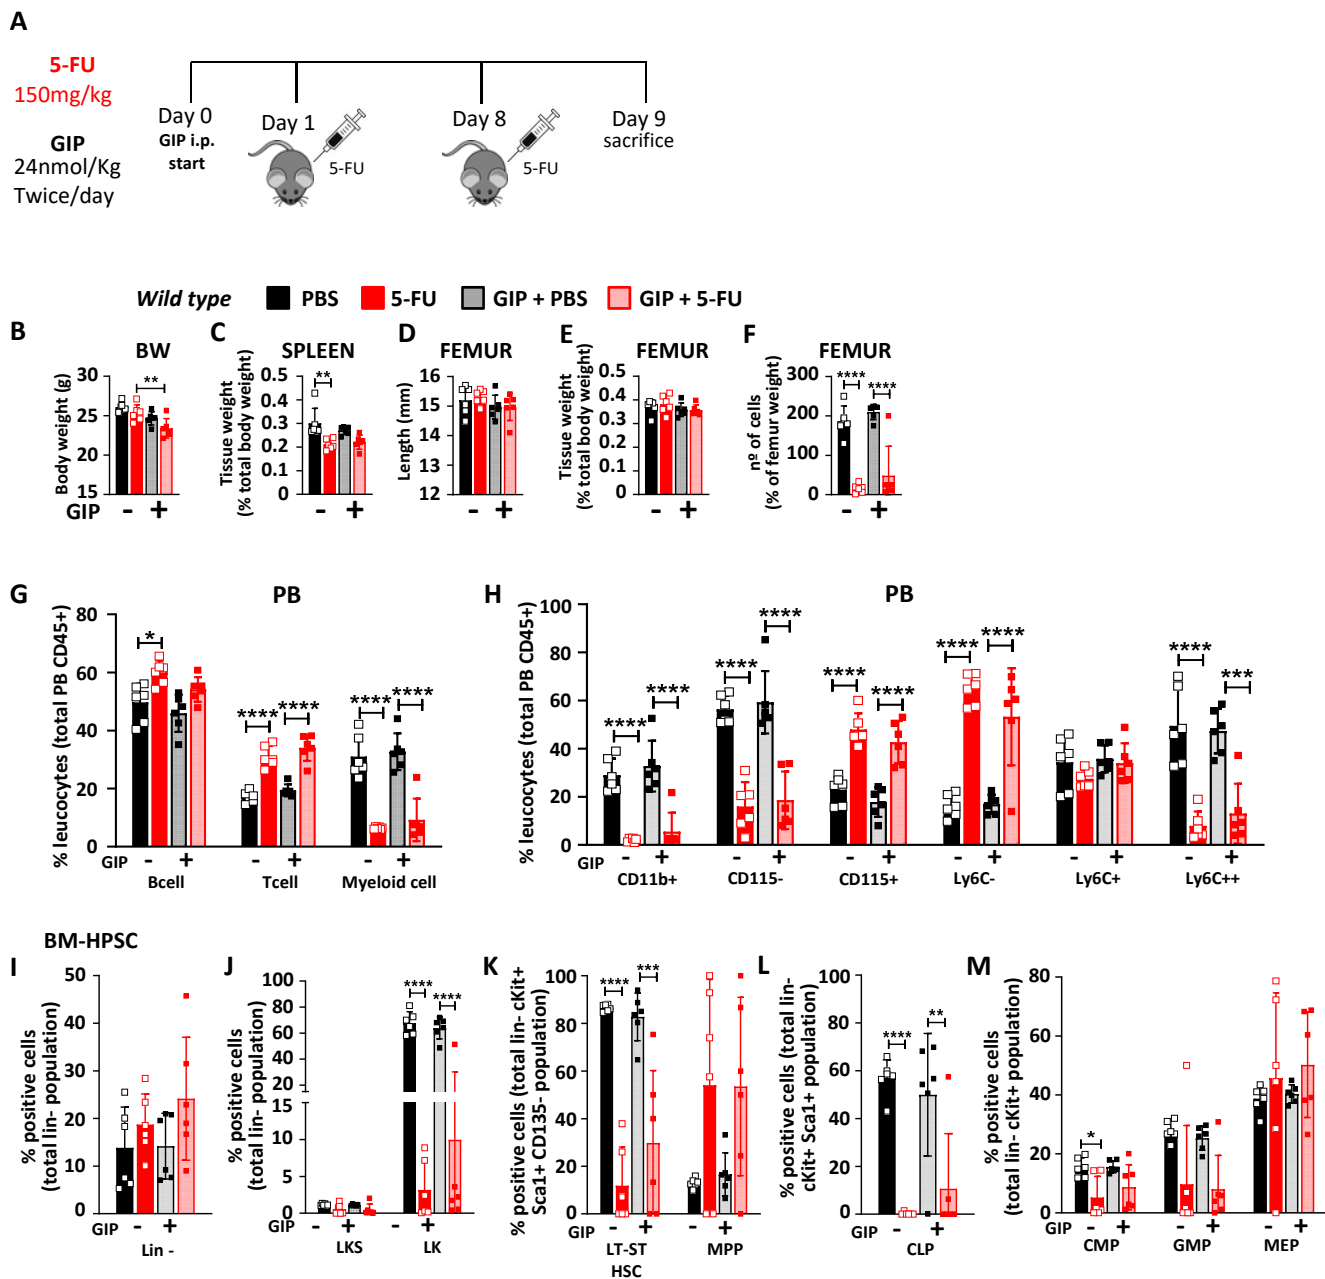 A
5-FU
150mg/kg
GIP
24nmol/Kg
Twice/day
Day 0
GIP i.p.
start
Day 1
5-FU
Day 8
5-FU
Day 9
sacrifice
Wild type PBS 5-FU GIP + PBS GIP + 5-FU
B
BW
Body weight (g)
30
25
20
15
**
GIP - +
C
SPLEEN
Tissue weight
(% total body weight)
0.5
0.4
0.3
0.2
0.1
0
**
- +
D
FEMUR
Length (mm)
16
15
14
13
12
- +
E
FEMUR
Tissue weight
(% total body weight)
0.5
0.4
0.3
0.2
0.1
0
- +
F
FEMUR
nº of cells
(% of femur weight)
300
200
100
0
**** ****
- +
G
PB
% leucocytes (total PB CD45+)
80
60
40
20
0
*
**** ****
**** ****
GIP - + - + - +
Bcell Tcell Myeloid cell
H
PB
% leucocytes (total PB CD45+)
100
80
60
40
20
0
**** ****
**** ****
**** ****
**** ****
**** ***
GIP - + - + - + - + - + - +
CD11b+ CD115- CD115+ Ly6C- Ly6C+ Ly6C++
BM-HPSC
I
% positive cells
(total lin- population)
50
40
30
20
10
0
GIP - +
Lin -
J
% positive cells
(total lin- population)
100
80
60
40
20
15
10
5
0
**** ****
GIP - + - +
LKS LK
K
% positive cells (total lin- cKit+
Sca1+ CD135- population)
100
80
60
40
20
0
**** ***
GIP - + - +
LT-ST
HSC
MPP
L
% positive cells (total lin-
cKit+ Sca1+ population)
100
80
60
40
20
0
**** **
GIP - +
CLP
M
% positive cells
(total lin- cKit+ population)
80
60
40
20
0
*
GIP - + - + - +
CMP GMP MEP